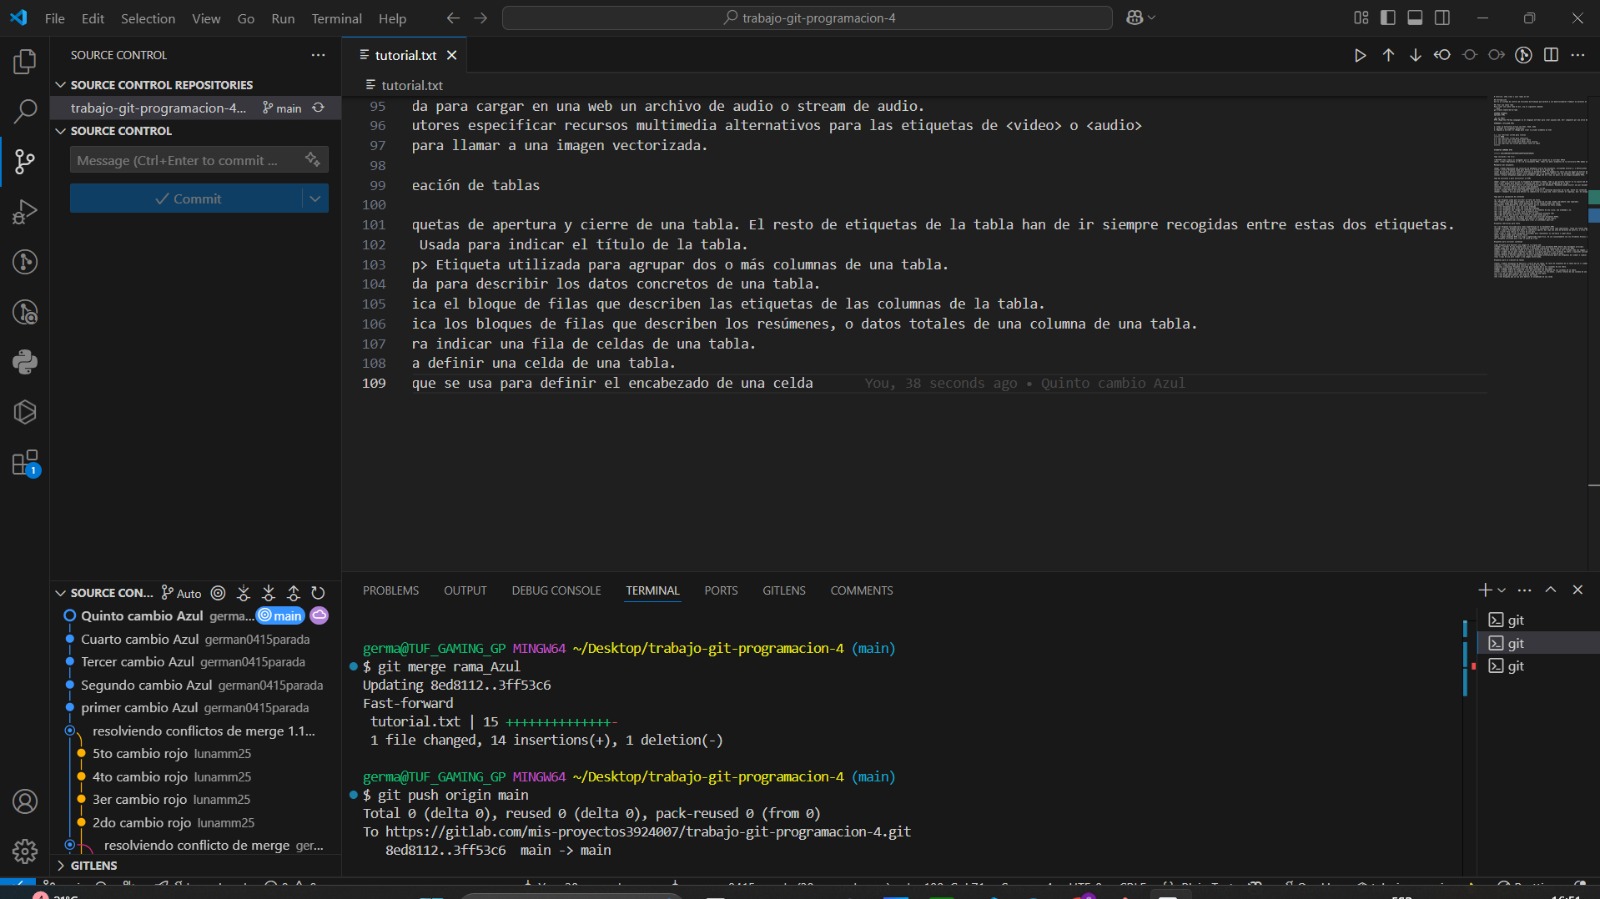 File Edit Selection View Go Run Terminal Help
trabajo-git-programacion-4
SOURCE CONTROL
SOURCE CONTROL REPOSITORIES
trabajo-git-programacion-4... main
SOURCE CONTROL
Message (Ctrl+Enter to commit ...
Commit
tutorial.txt
tutorial.txt
95 da para cargar en una web un archivo de audio o stream de audio.
96 utores especificar recursos multimedia alternativos para las etiquetas de <video> o <audio>
97 para llamar a una imagen vectorizada.
98
99 eación de tablas
100
101 quetas de apertura y cierre de una tabla. El resto de etiquetas de la tabla han de ir siempre recogidas entre estas dos etiquetas.
102 Usada para indicar el título de la tabla.
103 p> Etiqueta utilizada para agrupar dos o más columnas de una tabla.
104 da para describir los datos concretos de una tabla.
105 ica el bloque de filas que describen las etiquetas de las columnas de la tabla.
106 ica los bloques de filas que describen los resúmenes, o datos totales de una columna de una tabla.
107 ra indicar una fila de celdas de una tabla.
108 a definir una celda de una tabla.
109 que se usa para definir el encabezado de una celda You, 38 seconds ago • Quinto cambio Azul
1
SOURCE CON... Auto
Quinto cambio Azul germa... main
Cuarto cambio Azul german0415parada
Tercer cambio Azul german0415parada
Segundo cambio Azul german0415parada
primer cambio Azul german0415parada
resolviendo conflictos de merge 1.1...
5to cambio rojo lunamm25
4to cambio rojo lunamm25
3er cambio rojo lunamm25
2do cambio rojo lunamm25
resolviendo conflicto de merge ger...
GITLENS
PROBLEMS OUTPUT DEBUG CONSOLE TERMINAL PORTS GITLENS COMMENTS
germa@TUF_GAMING_GP MINGW64 ~/Desktop/trabajo-git-programacion-4 (main)
$ git merge rama_Azul
Updating 8ed8112..3ff53c6
Fast-forward
tutorial.txt | 15 ++++++++++++++-
1 file changed, 14 insertions(+), 1 deletion(-)
germa@TUF_GAMING_GP MINGW64 ~/Desktop/trabajo-git-programacion-4 (main)
$ git push origin main
Total 0 (delta 0), reused 0 (delta 0), pack-reused 0 (from 0)
To https://gitlab.com/mis-proyectos3924007/trabajo-git-programacion-4.git
8ed8112..3ff53c6 main -> main
git
git
git